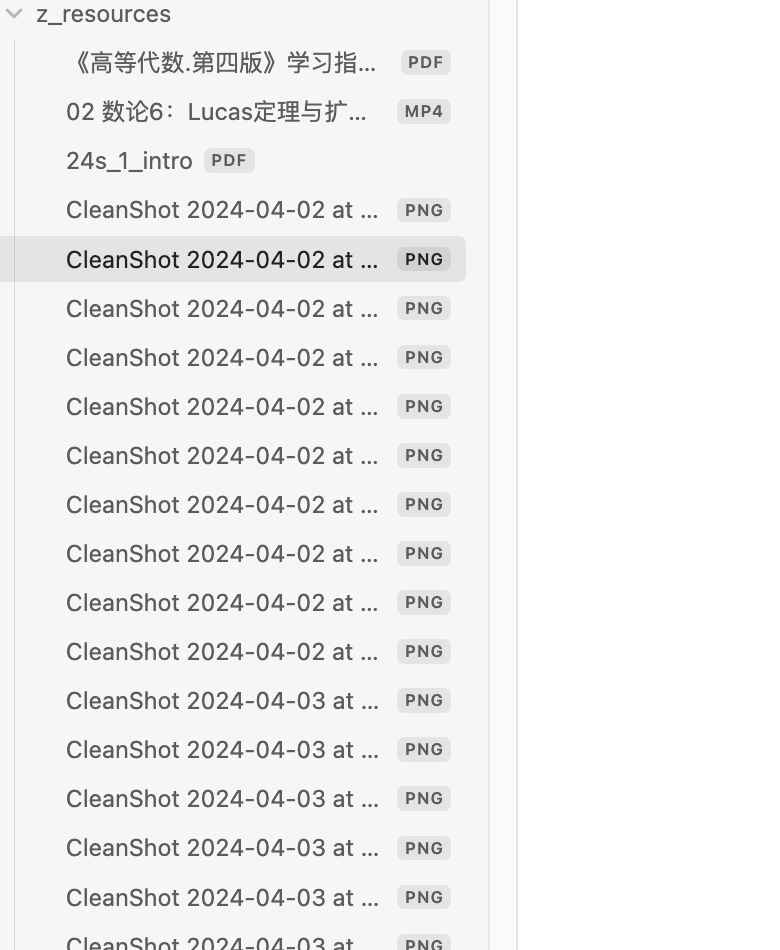 z_resources
《高等代数.第四版》学习指... PDF
02 数论6：Lucas定理与扩... MP4
24s_1_intro PDF
CleanShot 2024-04-02 at ... PNG
CleanShot 2024-04-02 at ... PNG
CleanShot 2024-04-02 at ... PNG
CleanShot 2024-04-02 at ... PNG
CleanShot 2024-04-02 at ... PNG
CleanShot 2024-04-02 at ... PNG
CleanShot 2024-04-02 at ... PNG
CleanShot 2024-04-02 at ... PNG
CleanShot 2024-04-02 at ... PNG
CleanShot 2024-04-02 at ... PNG
CleanShot 2024-04-03 at ... PNG
CleanShot 2024-04-03 at ... PNG
CleanShot 2024-04-03 at ... PNG
CleanShot 2024-04-03 at ... PNG
CleanShot 2024-04-03 at ... PNG
CleanShot 2024-04-03 at ... PNG